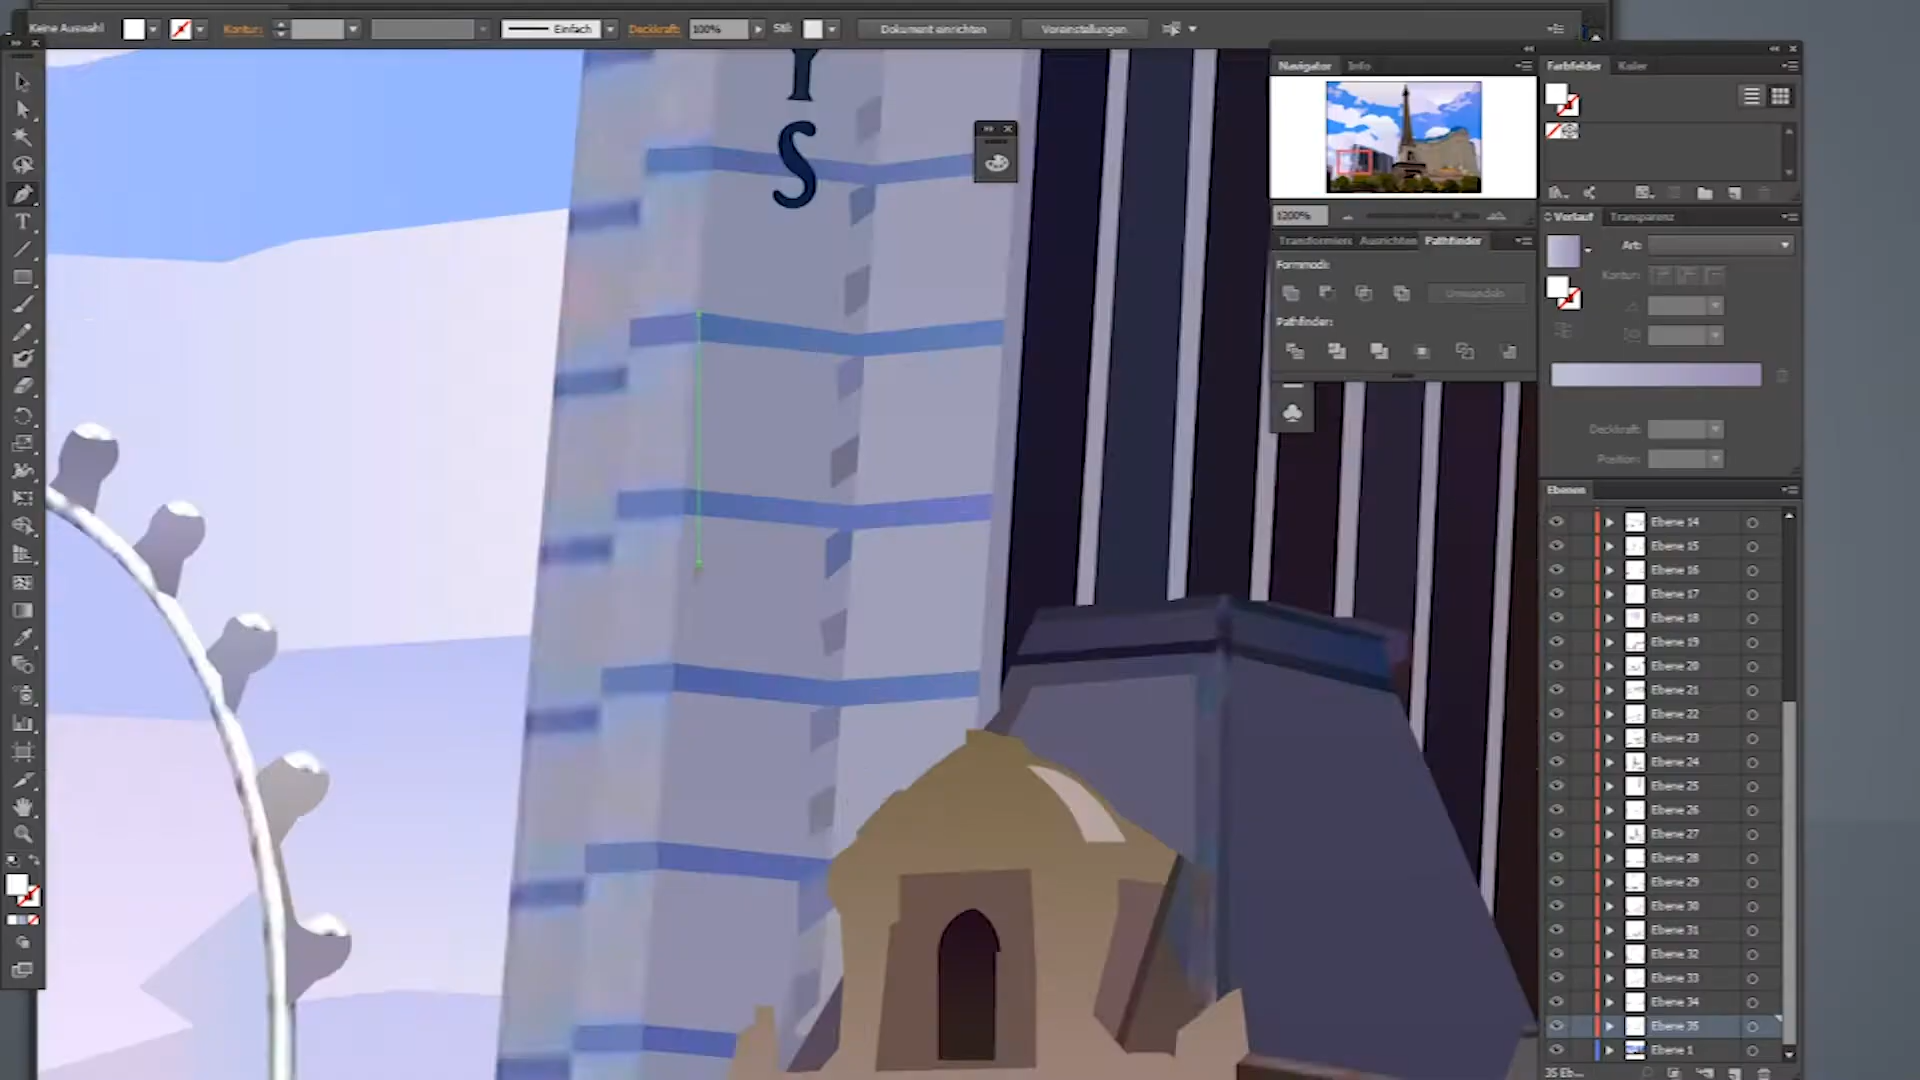 Keine Auswahl
Kontur:
Einfach
Deckkraft:
100%
Stil:
Dokument einrichten
Voreinstellungen
Y
S
Navigator
Info
1200%
Transformieren
Ausrichten
Pathfinder
Formmodi:
Umwandeln
Pathfinder:
Farbfelder
Kuler
Verlauf
Transparenz
Art:
Kontur:
Deckkraft:
Position:
Ebenen
Ebene 14
Ebene 15
Ebene 16
Ebene 17
Ebene 18
Ebene 19
Ebene 20
Ebene 21
Ebene 22
Ebene 23
Ebene 24
Ebene 25
Ebene 26
Ebene 27
Ebene 28
Ebene 29
Ebene 30
Ebene 31
Ebene 32
Ebene 33
Ebene 34
Ebene 35
Ebene 1
35 Eb...